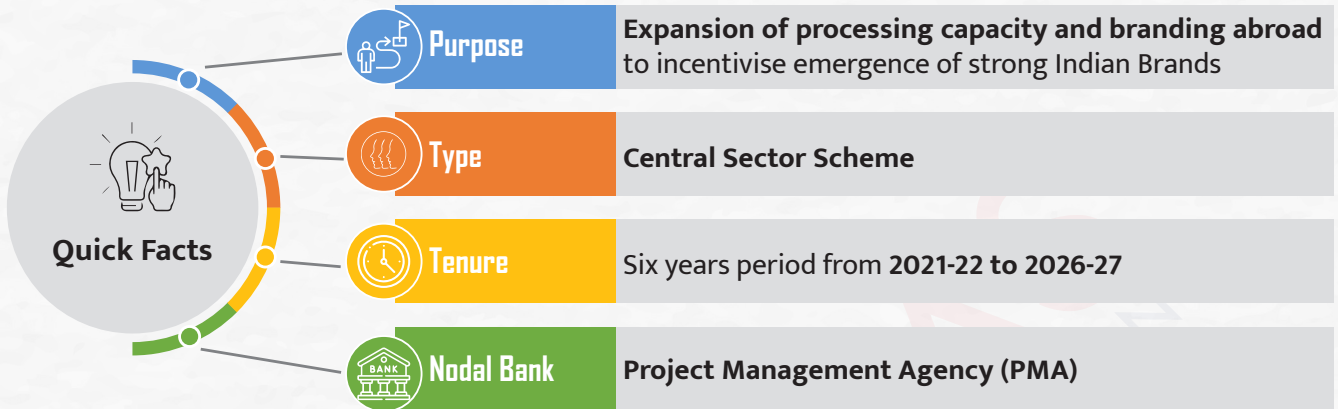 Quick Facts
Purpose
Expansion of processing capacity and branding abroad
to incentivise emergence of strong Indian Brands
Type
Central Sector Scheme
Tenure
Six years period from 2021-22 to 2026-27
BANK
Nodal Bank
Project Management Agency (PMA)